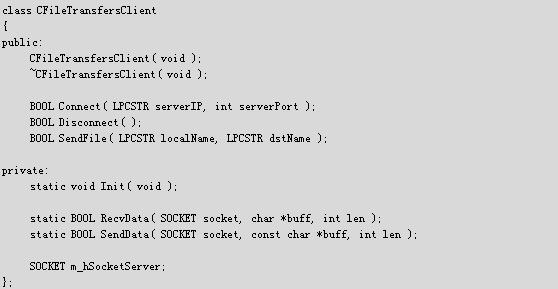 class CFileTransfersClient
{
public:
    CFileTransfersClient( void );
    ~CFileTransfersClient( void );

    BOOL Connect( LPCSTR serverIP, int serverPort );
    BOOL Disconnect( );
    BOOL SendFile( LPCSTR localName, LPCSTR dstName );

private:
    static void Init( void );

    static BOOL RecvData( SOCKET socket, char *buff, int len );
    static BOOL SendData( SOCKET socket, const char *buff, int len );

    SOCKET m_hSocketServer;
};